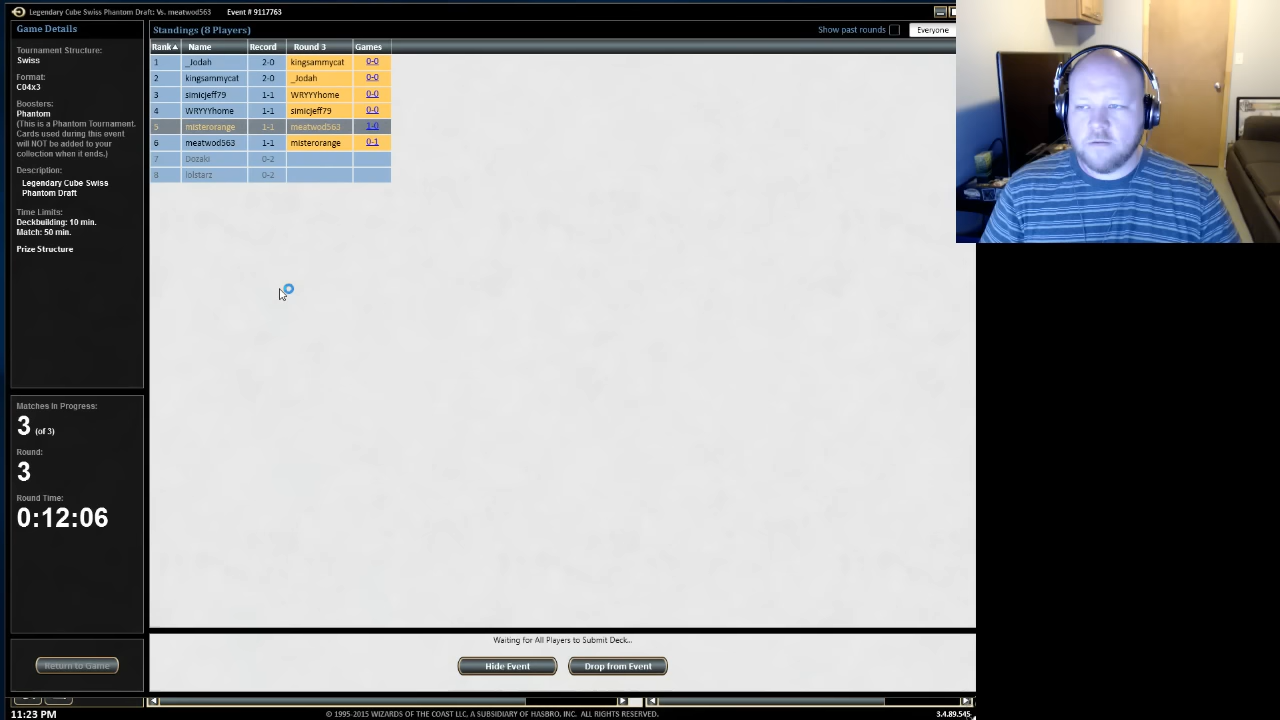 Legendary Cube Swiss Phantom Draft: Vs. meatwod563 Event # 9117763
Game Details
Tournament Structure:
Swiss
Format:
C04x3
Boosters:
Phantom
(This is a Phantom Tournament.
Cards used during this event
will NOT be added to your
collection when it ends.)
Description:
Legendary Cube Swiss
Phantom Draft
Time Limits:
Deckbuilding: 10 min.
Match: 50 min.
Prize Structure
Matches In Progress:
3 (of 3)
Round:
3
Round Time:
0:12:06
Return to Game
Standings (8 Players) Show past rounds Everyone
Rank Name Record Round 3 Games
1 _Jodah 2-0 kingsammycat 0-0
2 kingsammycat 2-0 _Jodah 0-0
3 simicjeff79 1-1 WRYYYhome 0-0
4 WRYYYhome 1-1 simicjeff79 0-0
5 misterorange 1-1 meatwod563 1-0
6 meatwod563 1-1 misterorange 0-1
7 Dozaki 0-2
8 lolstarz 0-2
Waiting for All Players to Submit Deck...
Hide Event Drop from Event
11:23 PM © 1995-2015 WIZARDS OF THE COAST LLC, A SUBSIDIARY OF HASBRO, INC. ALL RIGHTS RESERVED. 3.4.89.545